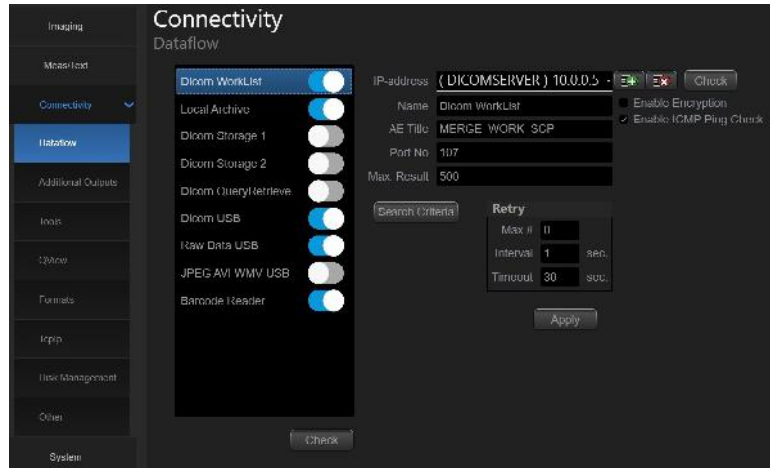 Connectivity
Dataflow
Imaging
Meas/Text
Connectivity
Dataflow
Additional Outputs
Tools
QView
Formats
Tcpip
Disk Management
Other
System
Dicom WorkList
Local Archive
Dicom Storage 1
Dicom Storage 2
Dicom QueryRetrieve
Dicom USB
Raw Data USB
JPEG AVI WMV USB
Barcode Reader
Check
IP-address ( DICOMSERVER ) 10.0.0.5 - Check
Name Dicom WorkList
Enable Encryption
AE Title MERGE WORK SCP
Enable ICMP Ping Check
Port No 107
Max. Result 500
Search Criteria
Retry
Max # 0
Interval 1 sec.
Timeout 30 sec.
Apply